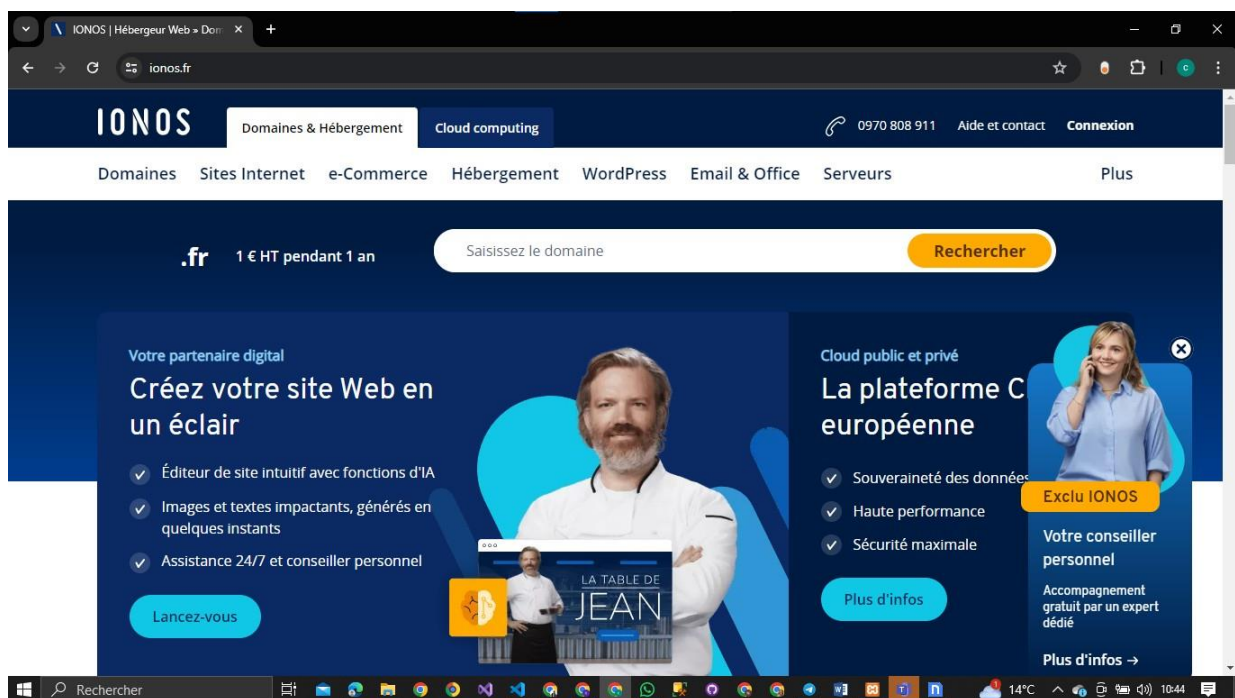 IONOS | Hébergeur Web » Dom
ionos.fr
IONOS
Domaines & Hébergement
Cloud computing
0970 808 911
Aide et contact
Connexion
Domaines
Sites Internet
e-Commerce
Hébergement
WordPress
Email & Office
Serveurs
Plus
.fr
1 € HT pendant 1 an
Saisissez le domaine
Rechercher
Votre partenaire digital
Créez votre site Web en
un éclair
Éditeur de site intuitif avec fonctions d'IA
Images et textes impactants, générés en
quelques instants
Assistance 24/7 et conseiller personnel
Lancez-vous
LA TABLE DE
JEAN
Cloud public et privé
La plateforme C
européenne
Souveraineté des données
Haute performance
Sécurité maximale
Plus d'infos
Exclu IONOS
Votre conseiller
personnel
Accompagnement
gratuit par un expert
dédié
Plus d'infos →
Rechercher
14°C
10:44